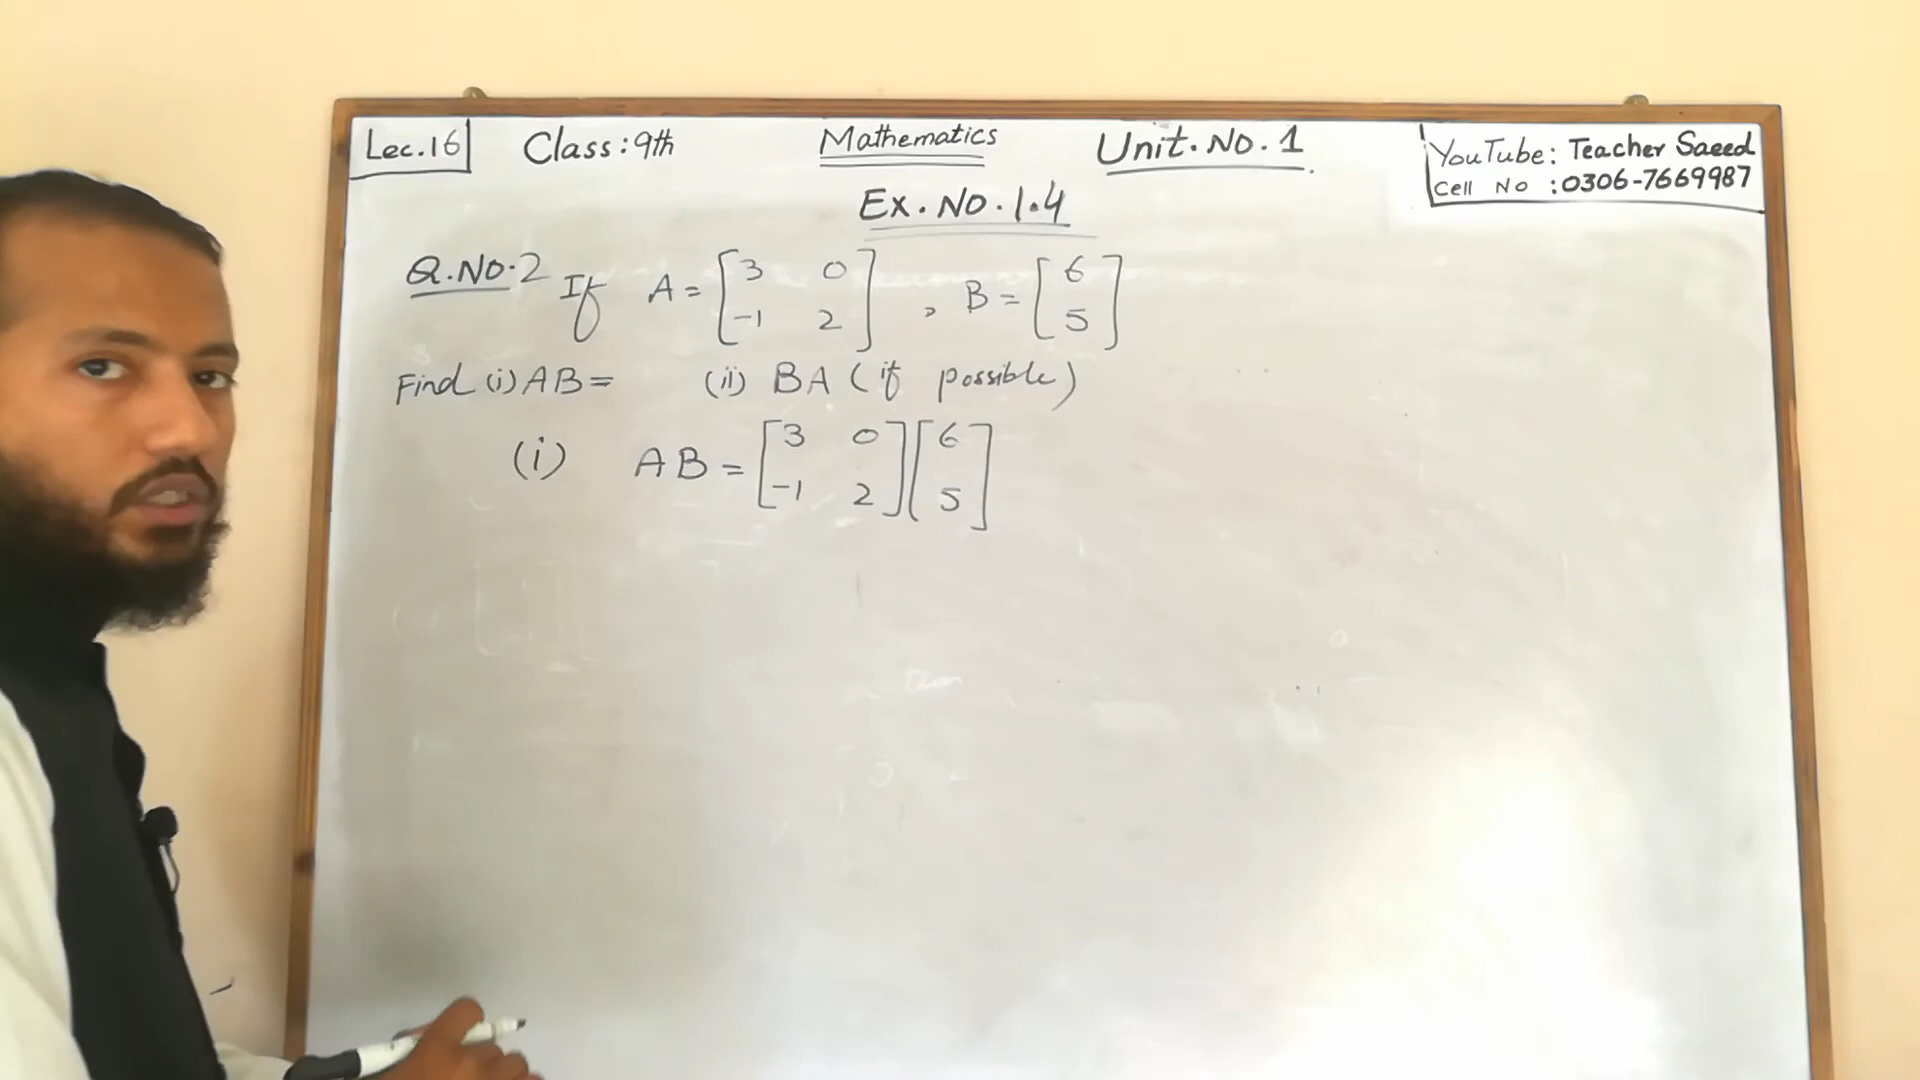 Lec.16 Class:9th Mathematics Unit.No.1 YouTube: Teacher Saeed
Cell No :0306-7669987
Ex.No.1.4
Q.No.2 If A = [3 0
-1 2] , B = [6
5]
Find (i) AB = (ii) BA (if possible)
(i) AB = [3 0
-1 2] [6
5]